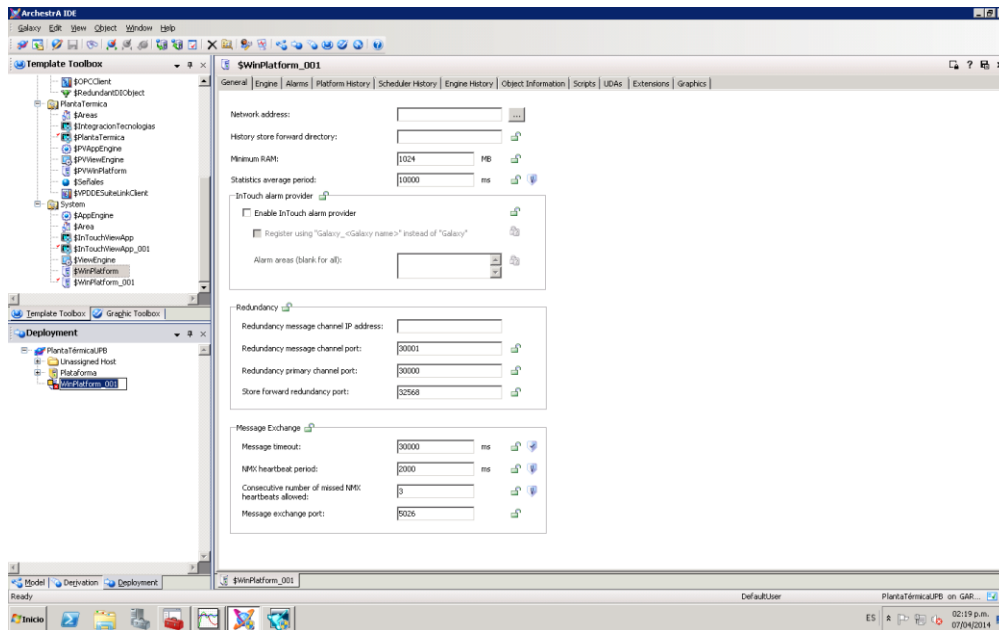 ArchestrA IDE
Galaxy Edit View Object Window Help
Template Toolbox
$OPCClient
$RedundantDIObject
PlantaTermica
$Areas
$IntegracionTecnologias
$PlantaTermica
$PVAppEngine
$PVViewEngine
$PVWinPlatform
$Señales
$VPDDESuiteLinkClient
System
$AppEngine
$Area
$InTouchViewApp
$InTouchViewApp_001
$ViewEngine
$WinPlatform
$WinPlatform_001
Template Toolbox Graphic Toolbox
Deployment
PlantaTérmicaUPB
Unassigned Host
Plataforma
WinPlatform_001
Model Derivation Deployment
$WinPlatform_001
General Engine Alarms Platform History Scheduler History Engine History Object Information Scripts UDAs Extensions Graphics
Network address: ...
History store forward directory:
Minimum RAM: 1024 MB
Statistics average period: 10000 ms
InTouch alarm provider
Enable InTouch alarm provider
Register using "Galaxy_<Galaxy name>" instead of "Galaxy"
Alarm areas (blank for all):
Redundancy
Redundancy message channel IP address:
Redundancy message channel port: 30001
Redundancy primary channel port: 30000
Store forward redundancy port: 32568
Message Exchange
Message timeout: 30000 ms
NMX heartbeat period: 2000 ms
Consecutive number of missed NMX
heartbeats allowed: 3
Message exchange port: 5026
$WinPlatform_001
Ready DefaultUser PlantaTérmicaUPB on GAR...
Inicio ES 02:19 p.m.
07/04/2014